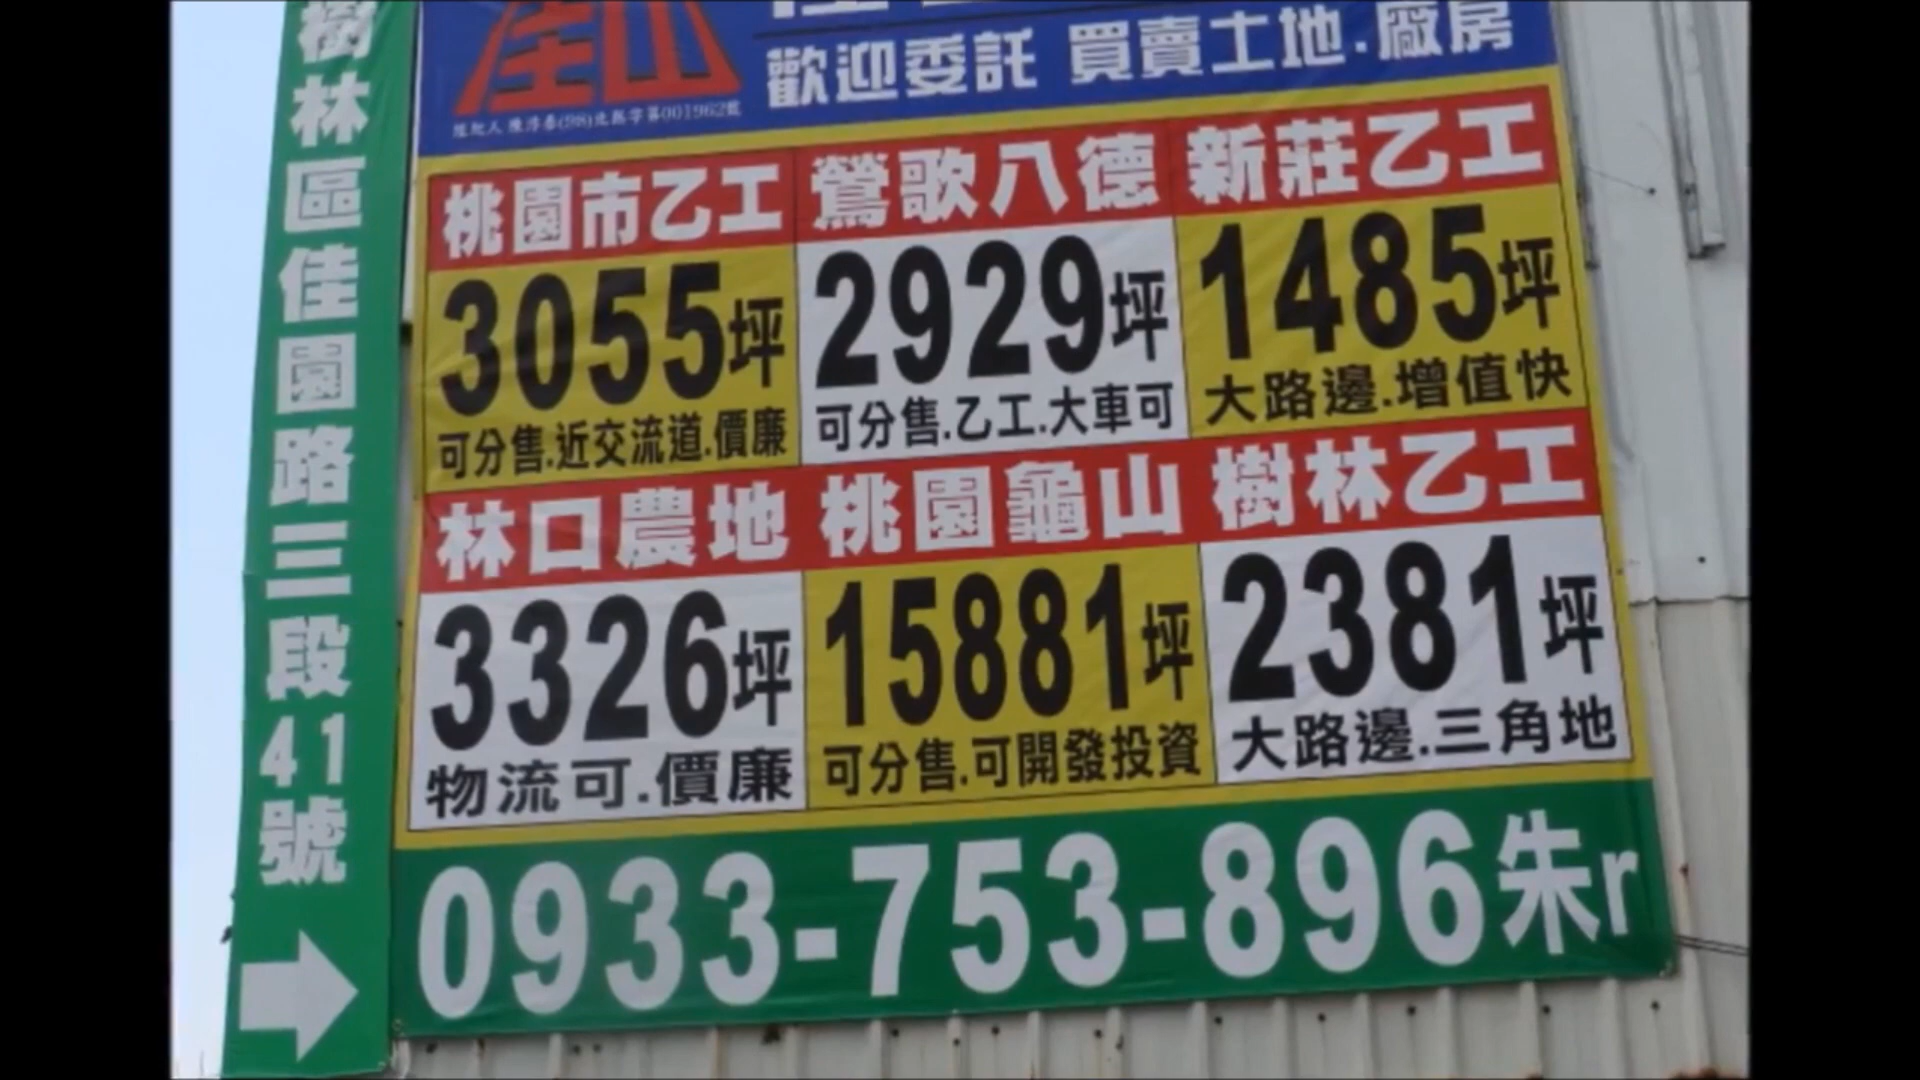 樹林區佳園路三段41號
佳山
歡迎委託 買賣土地.廠房
桃園市乙工
3055坪
可分售.近交流道.價廉
鶯歌八德
2929坪
可分售.乙工.大車可
新莊乙工
1485坪
大路邊.增值快
林口農地
3326坪
物流可.價廉
桃園龜山
15881坪
可分售.可開發投資
樹林乙工
2381坪
大路邊.三角地
0933-753-896朱r